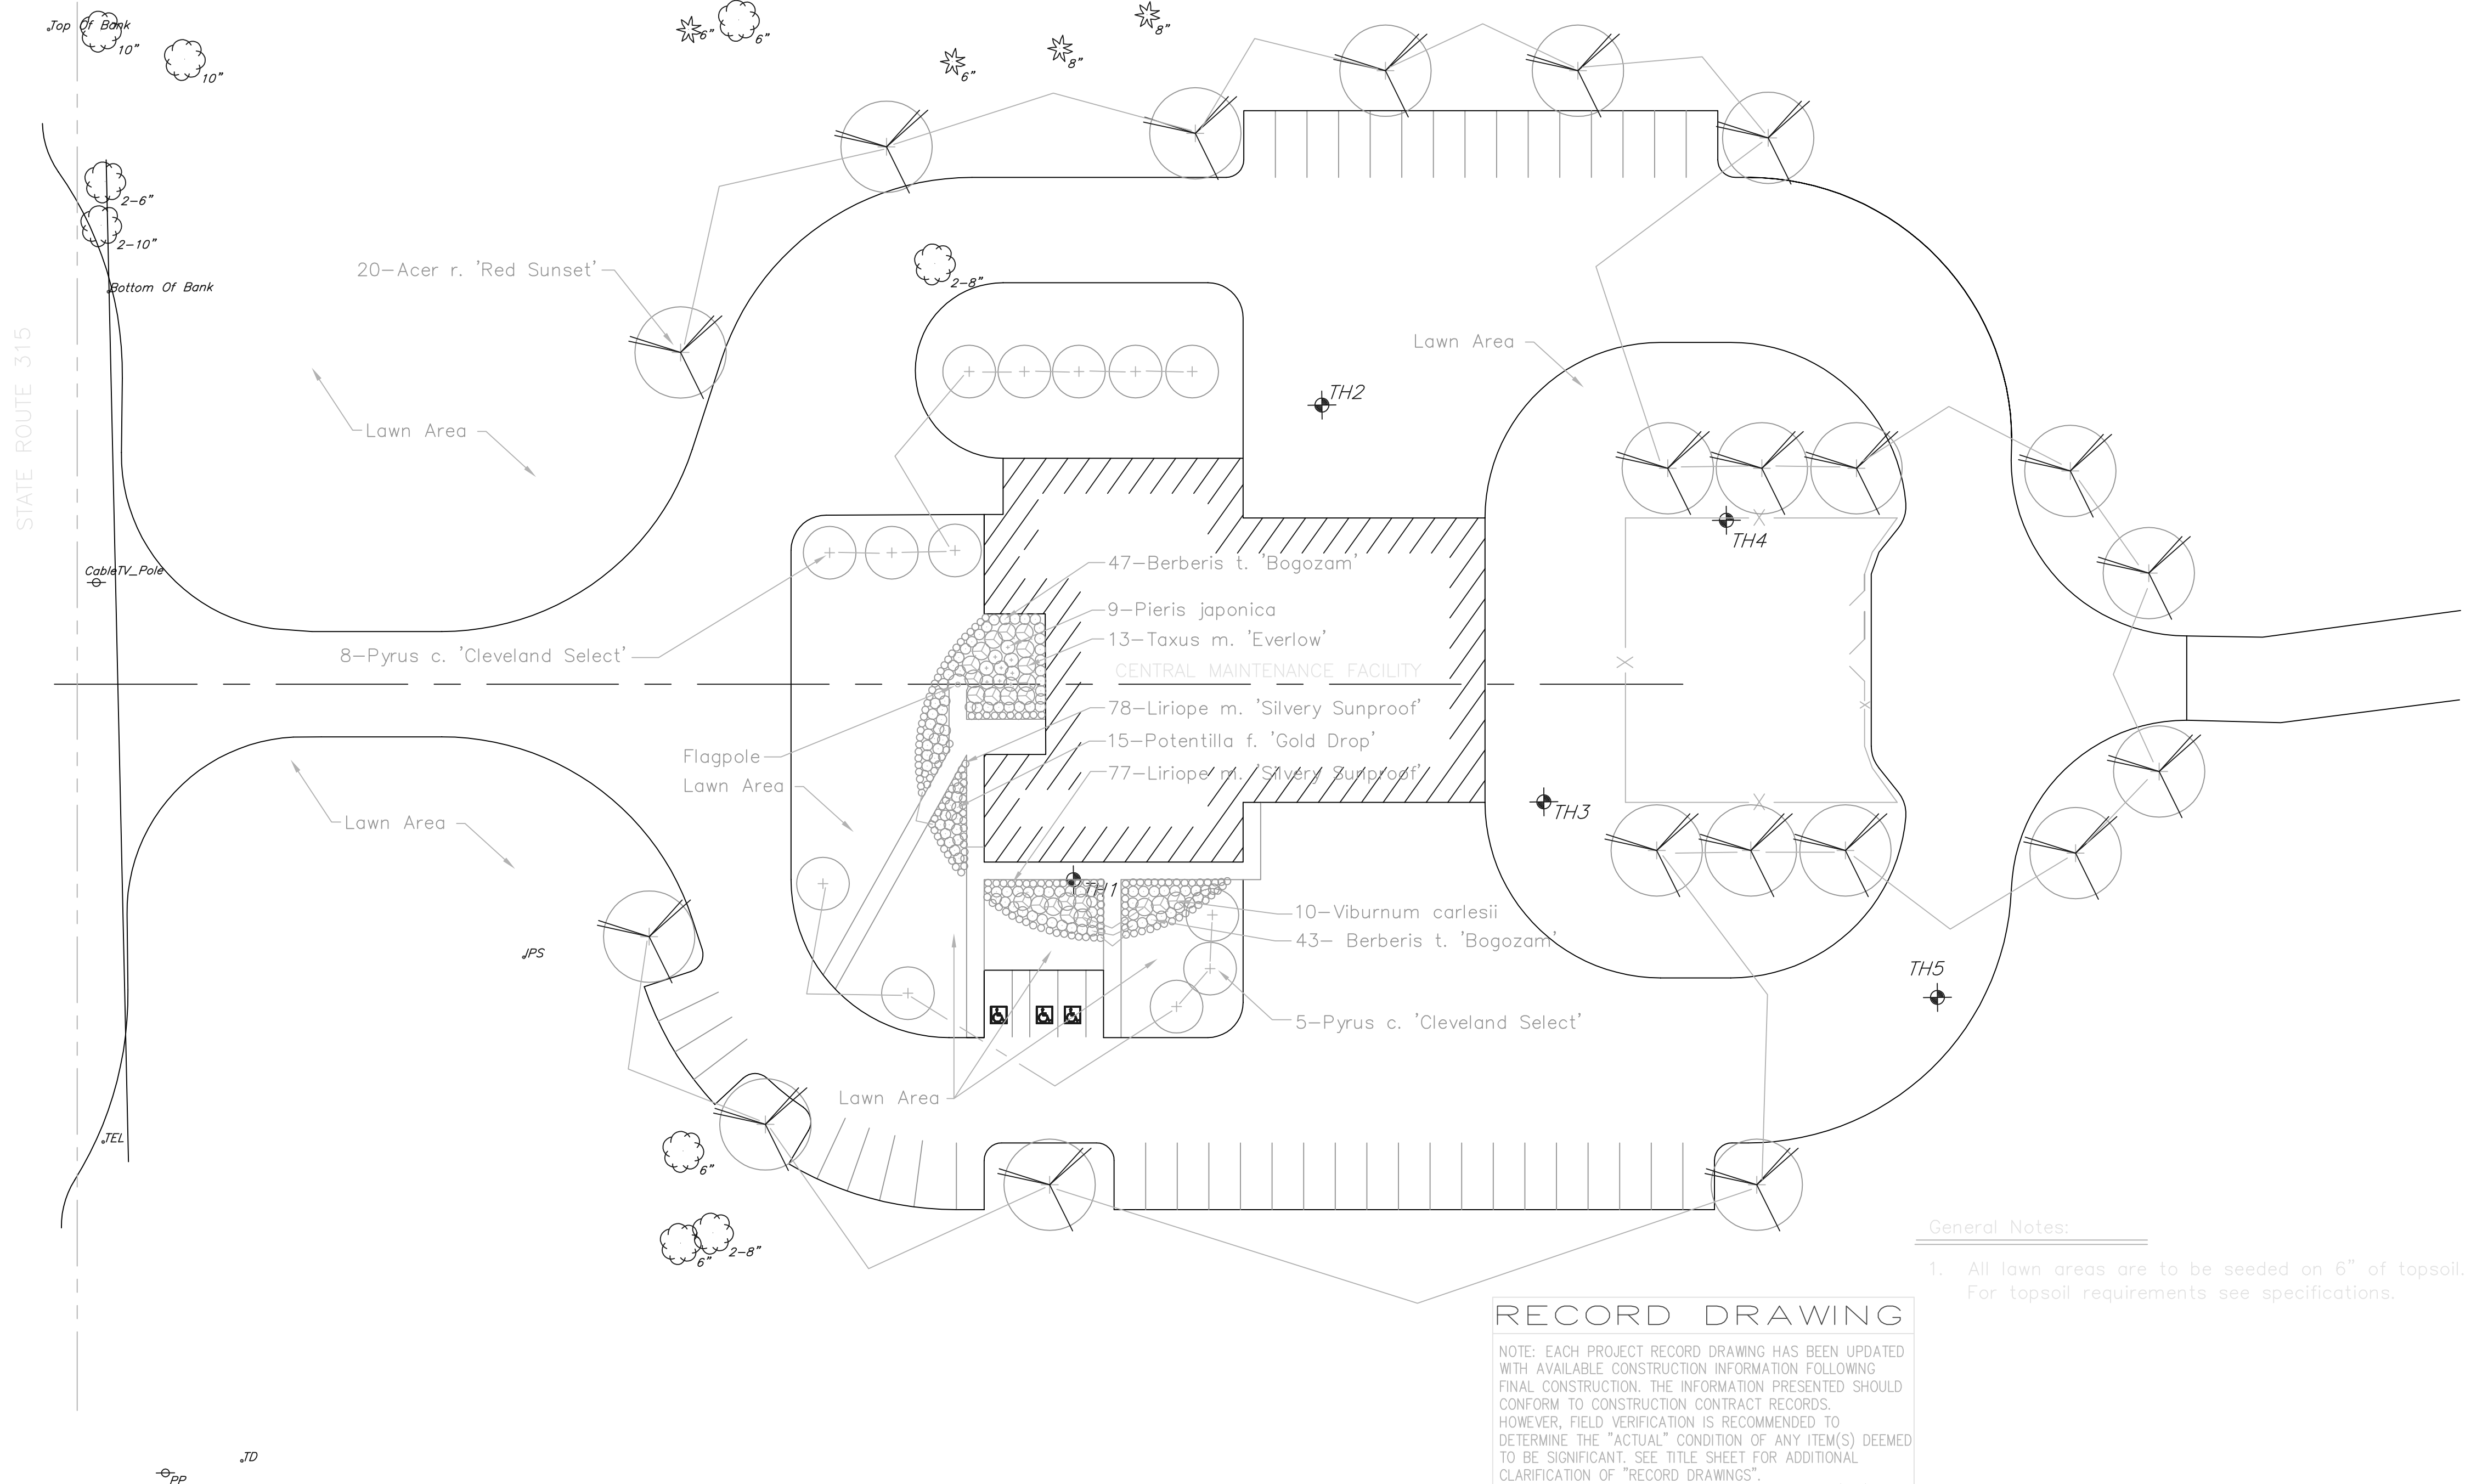 Top Of Bank
10"
10"
6"
6"
6"
8"
8"
2-6"
2-10"
Bottom Of Bank
20-Acer r. 'Red Sunset'
2-8"
STATE ROUTE 315
Lawn Area
Lawn Area
TH2
TH4
CableTV_Pole
47-Berberis t. 'Bogozam'
9-Pieris japonica
13-Taxus m. 'Everlow'
8-Pyrus c. 'Cleveland Select'
CENTRAL MAINTENANCE FACILITY
78-Liriope m. 'Silvery Sunproof'
15-Potentilla f. 'Gold Drop'
77-Liriope m. 'Silvery Sunproof'
Flagpole
Lawn Area
Lawn Area
TH3
TH1
10-Viburnum carlesii
43- Berberis t. 'Bogozam'
JPS
TH5
5-Pyrus c. 'Cleveland Select'
Lawn Area
TEL
6"
2-8"
6"
General Notes:
1. All lawn areas are to be seeded on 6" of topsoil.
For topsoil requirements see specifications.
RECORD DRAWING
NOTE: EACH PROJECT RECORD DRAWING HAS BEEN UPDATED
WITH AVAILABLE CONSTRUCTION INFORMATION FOLLOWING
FINAL CONSTRUCTION. THE INFORMATION PRESENTED SHOULD
CONFORM TO CONSTRUCTION CONTRACT RECORDS.
HOWEVER, FIELD VERIFICATION IS RECOMMENDED TO
DETERMINE THE "ACTUAL" CONDITION OF ANY ITEM(S) DEEMED
TO BE SIGNIFICANT. SEE TITLE SHEET FOR ADDITIONAL
CLARIFICATION OF "RECORD DRAWINGS".
TD
PP